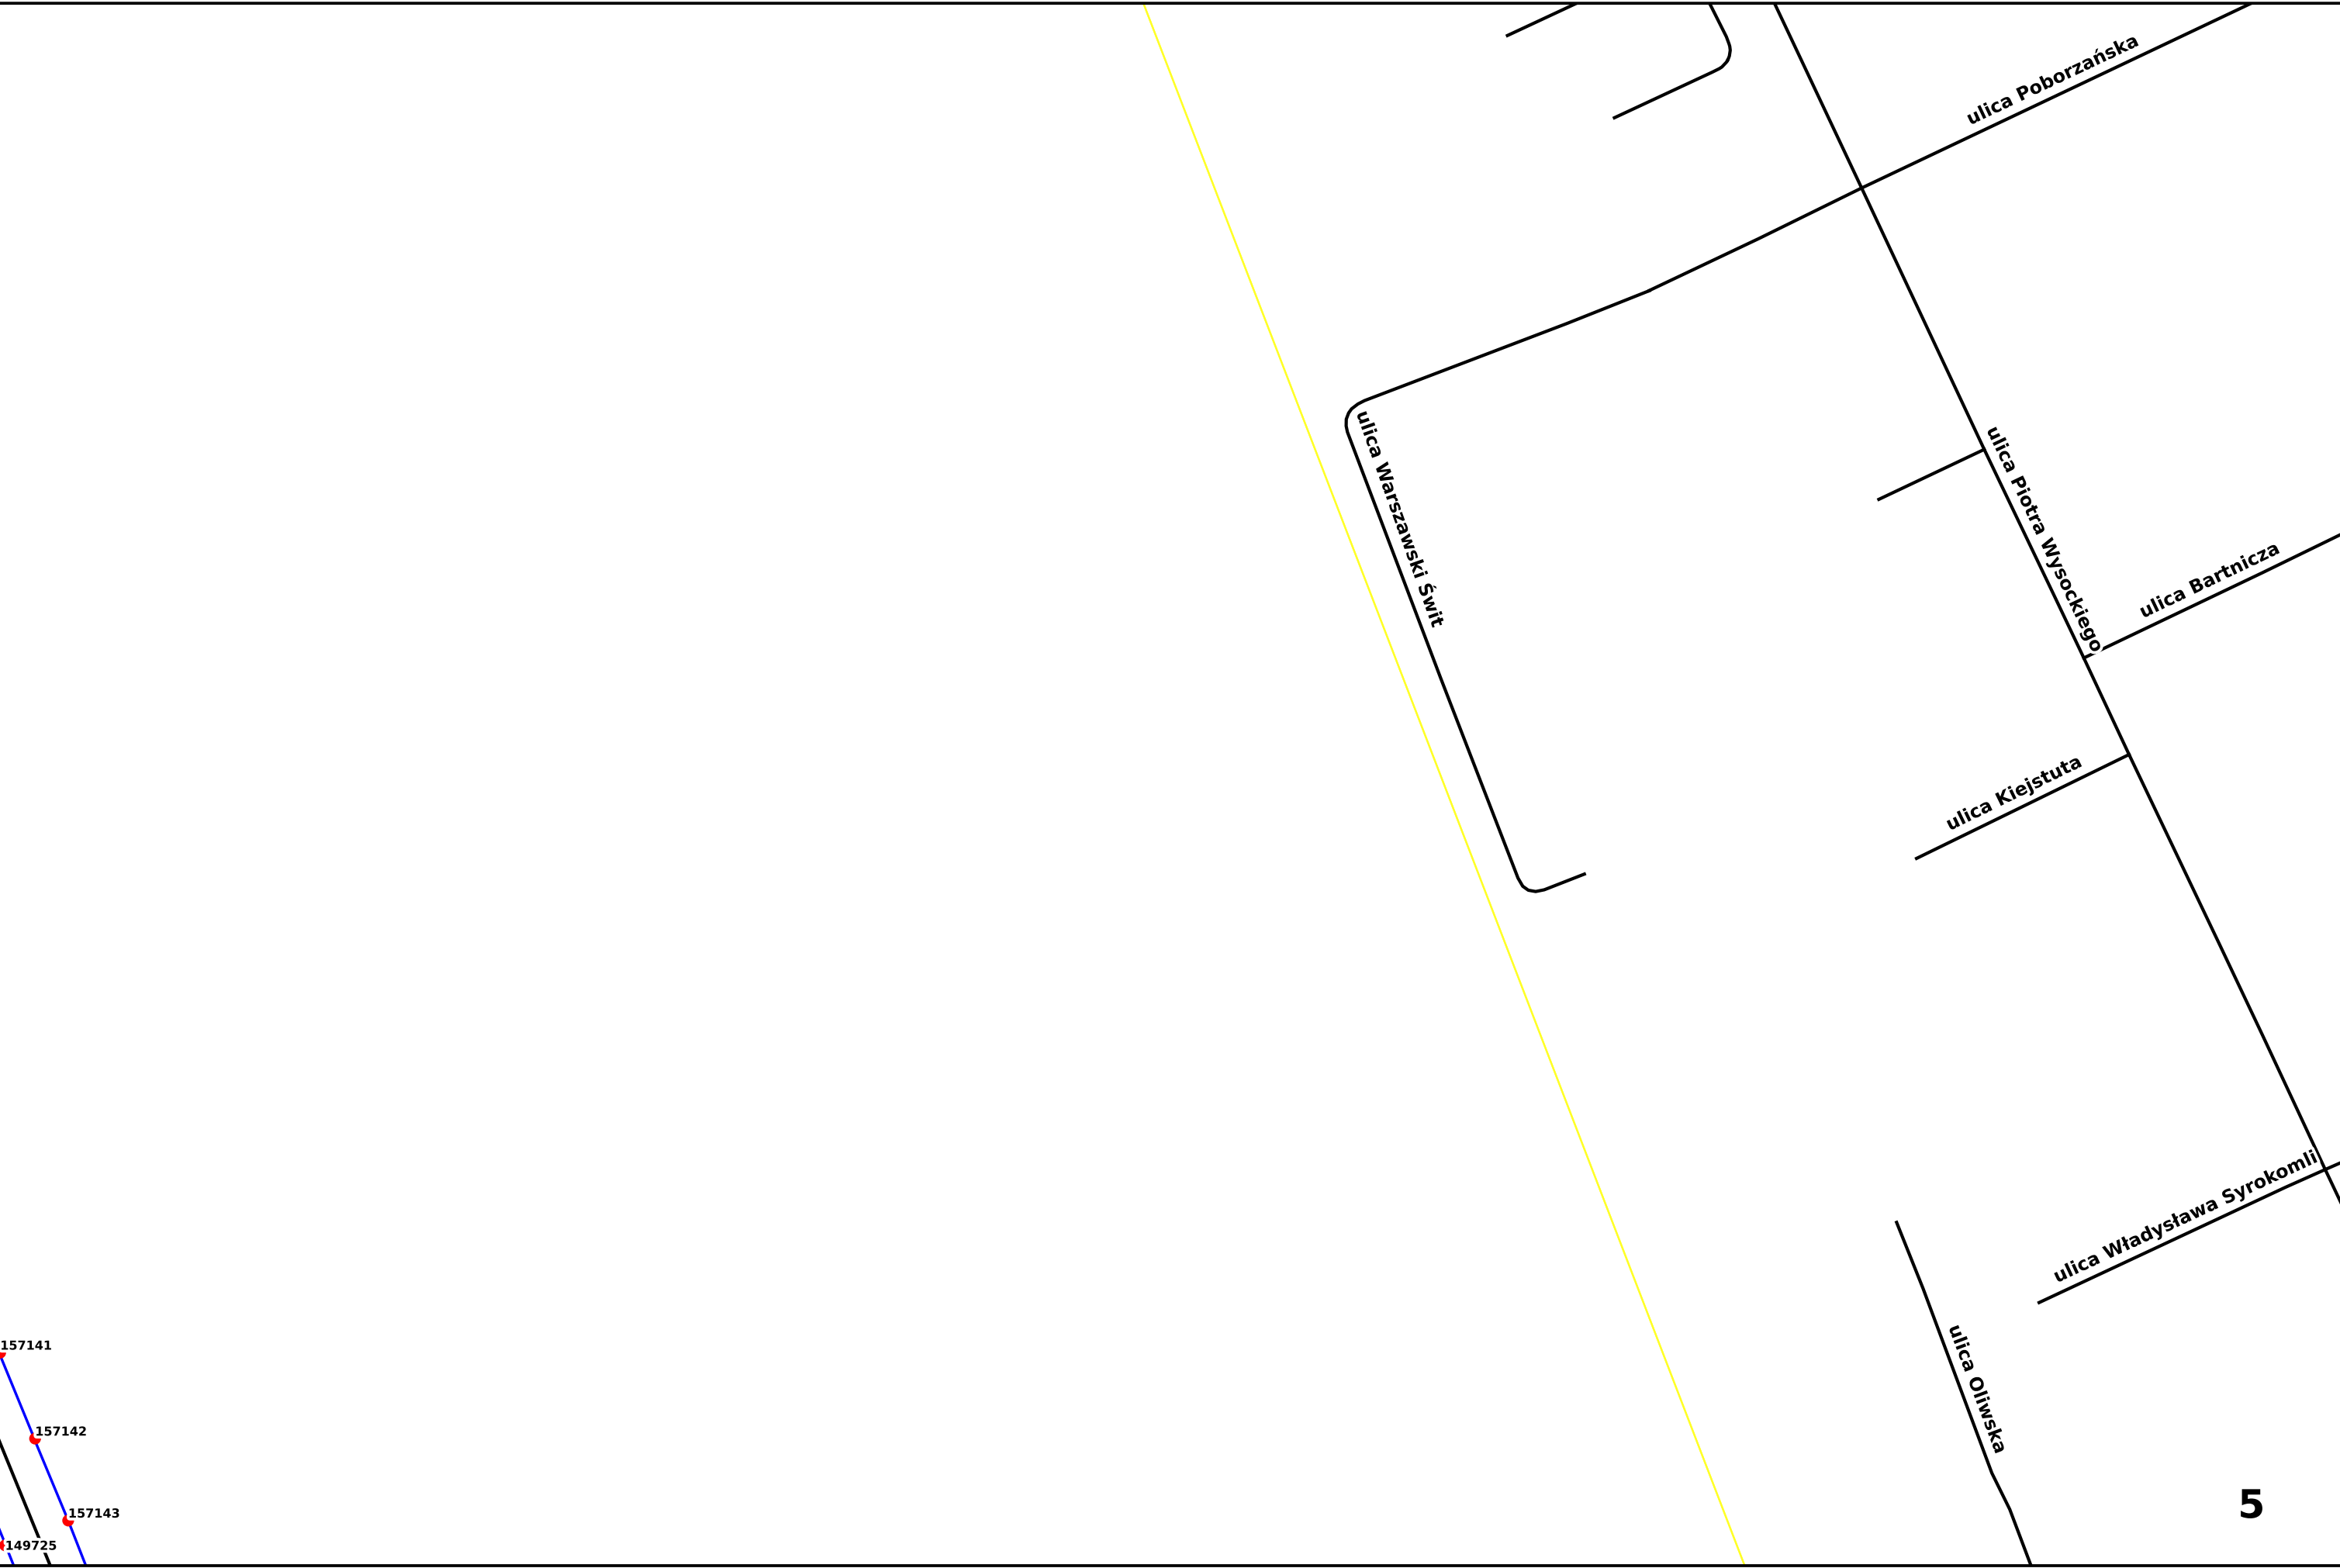 ulica Poborzańska
ulica Warszawski Świt
ulica Piotra Wysockiego
ulica Bartnicza
ulica Kiejstuta
ulica Władysława Syrokomli
ulica Oliwska
157141
157142
157143
149725
5